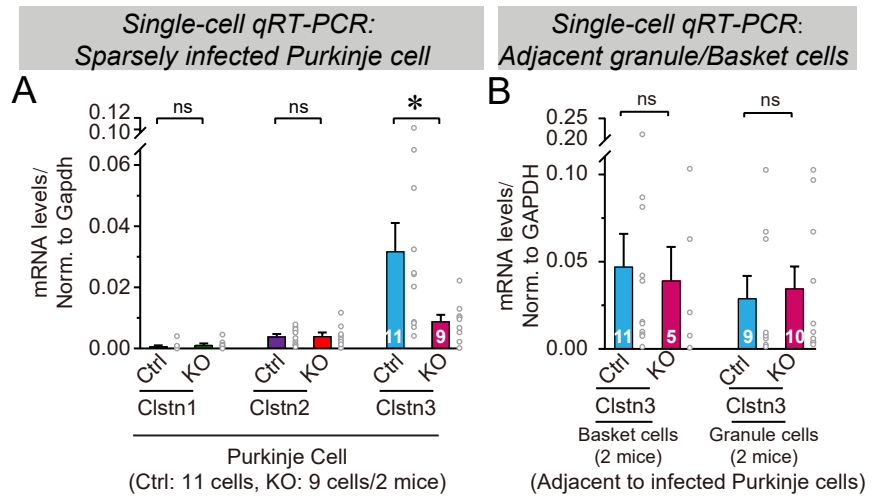 Single-cell qRT-PCR:
Sparsely infected Purkinje cell
Single-cell qRT-PCR:
Adjacent granule/Basket cells
A
mRNA levels/
Norm. to Gapdh
0.12
0.10
0.06
0.04
0.02
0.00
ns
ns
*
11
9
Ctrl KO Ctrl KO Ctrl KO
Clstn1 Clstn2 Clstn3
Purkinje Cell
(Ctrl: 11 cells, KO: 9 cells/2 mice)
B
mRNA levels/
Norm. to GAPDH
0.25
0.20
0.10
0.05
0.00
ns
ns
11
5
9
10
Ctrl KO Ctrl KO
Clstn3 Clstn3
Basket cells Granule cells
(2 mice) (2 mice)
(Adjacent to infected Purkinje cells)